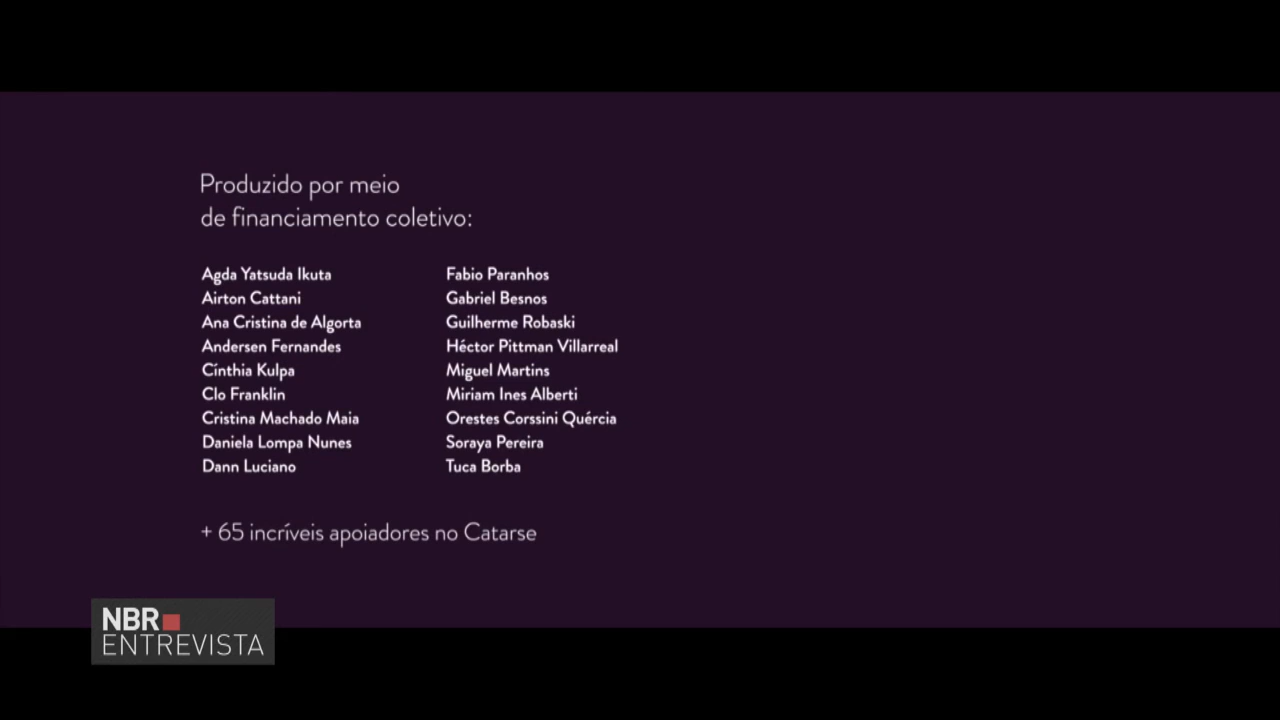 Produzido por meio
de financiamento coletivo:
Agda Yatsuda Ikuta
Airton Cattani
Ana Cristina de Algorta
Andersen Fernandes
Cínthia Kulpa
Clo Franklin
Cristina Machado Maia
Daniela Lompa Nunes
Dann Luciano
Fabio Paranhos
Gabriel Besnos
Guilherme Robaski
Héctor Pittman Villarreal
Miguel Martins
Miriam Ines Alberti
Orestes Corssini Quércia
Soraya Pereira
Tuca Borba
+ 65 incríveis apoiadores no Catarse
NBR
ENTREVISTA